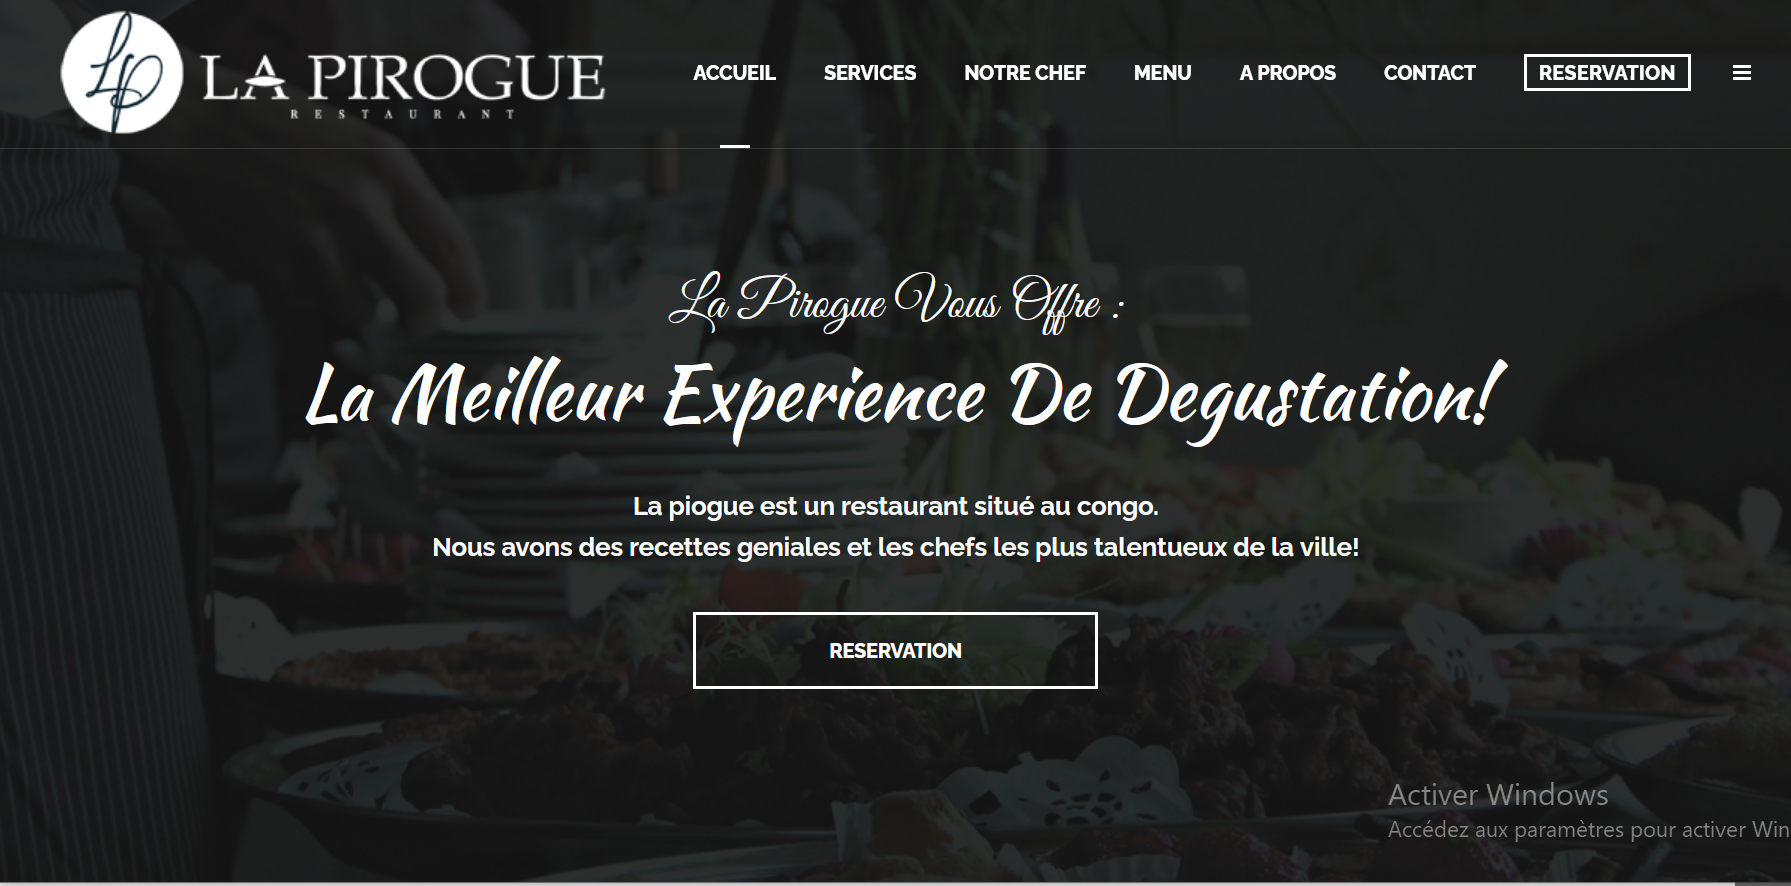 LP
LA PIROGUE
RESTAURANT
ACCUEIL SERVICES NOTRE CHEF MENU A PROPOS CONTACT RESERVATION
La Pirogue Vous Offre :
La Meilleur Experience De Degustation!
La piogue est un restaurant situé au congo.
Nous avons des recettes geniales et les chefs les plus talentueux de la ville!
RESERVATION
Activer Windows
Accédez aux paramètres pour activer Win